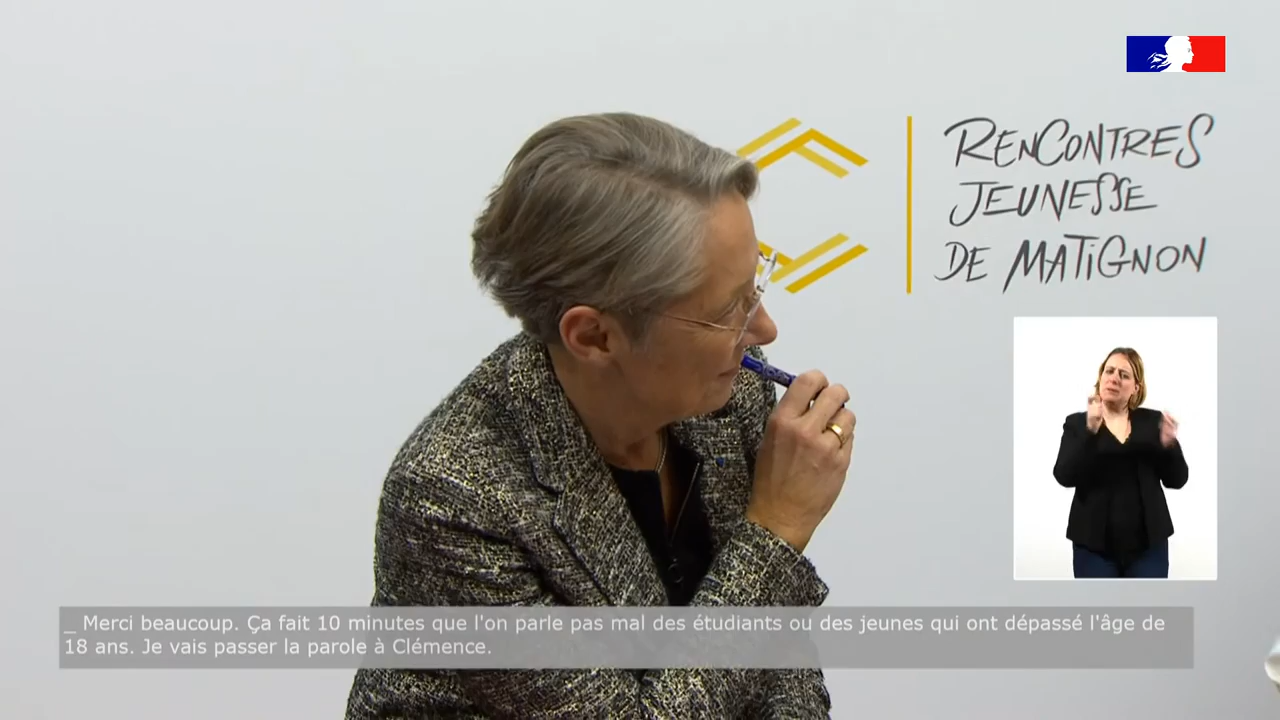 RENCONTRES
JEUNESSE
DE MATIGNON
_ Merci beaucoup. Ça fait 10 minutes que l'on parle pas mal des étudiants ou des jeunes qui ont dépassé l'âge de
18 ans. Je vais passer la parole à Clémence.